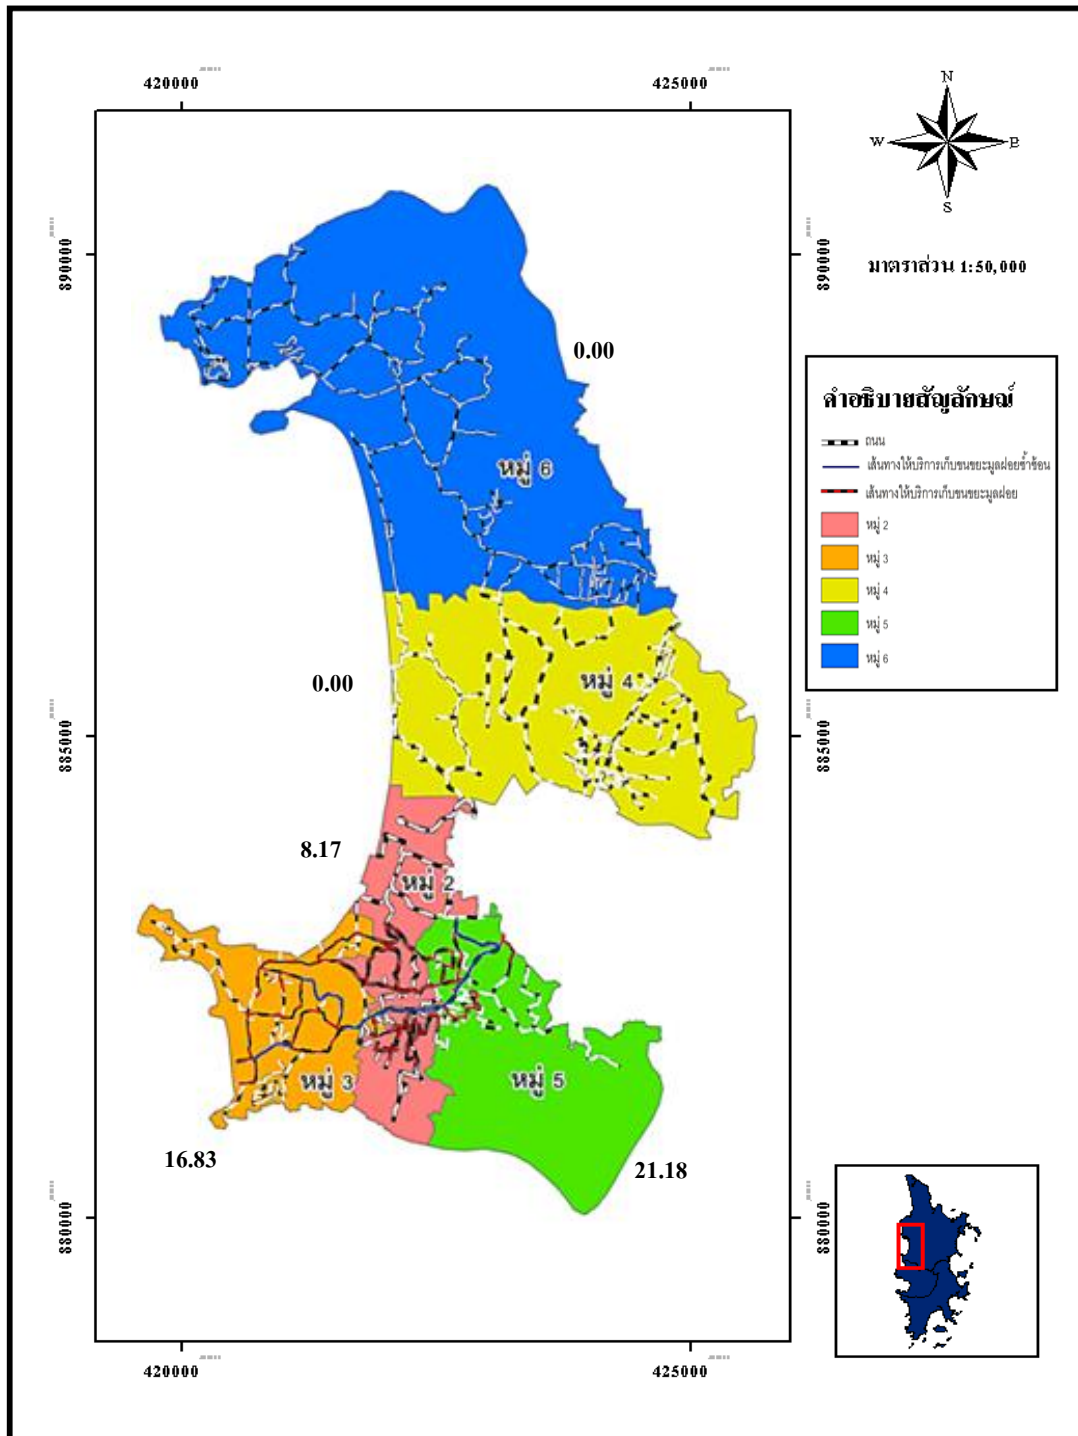 420000
425000
N
W
E
S
มาตราส่วน 1:50,000
890000
890000
0.00
คำอธิบายสัญลักษณ์
ถนน
เส้นทางให้บริการเก็บขนขยะมูลฝอยซ้ำซ้อน
เส้นทางให้บริการเก็บขนขยะมูลฝอย
หมู่ 2
หมู่ 3
หมู่ 4
หมู่ 5
หมู่ 6
หมู่ 6
0.00
หมู่ 4
885000
885000
8.17
หมู่ 2
หมู่ 3
หมู่ 5
16.83
21.18
880000
880000
420000
425000